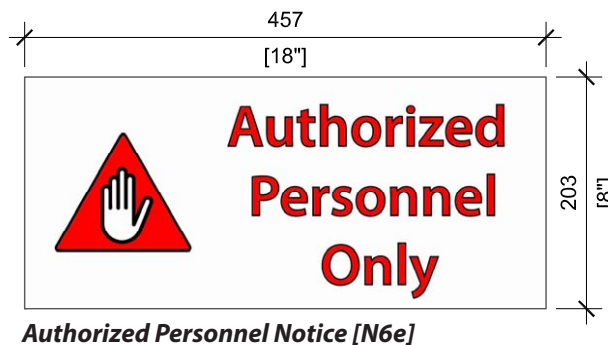 457
[18"]
Authorized
Personnel
Only
203
[8"]
Authorized Personnel Notice [N6e]